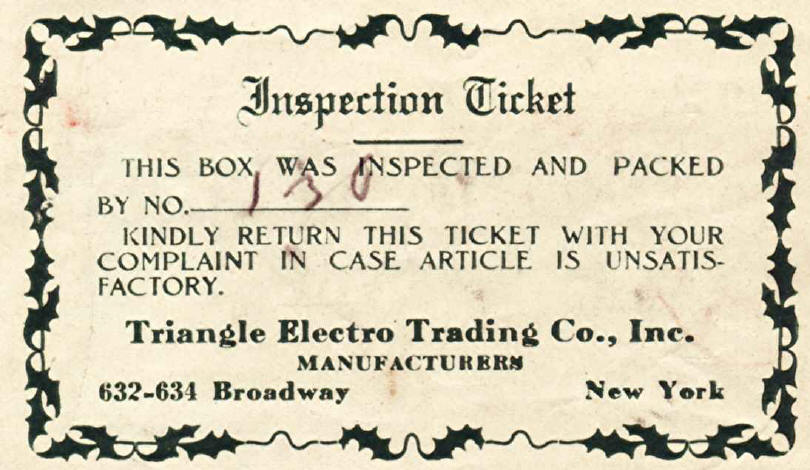 Inspection Ticket
THIS BOX WAS INSPECTED AND PACKED
BY NO. 130
KINDLY RETURN THIS TICKET WITH YOUR
COMPLAINT IN CASE ARTICLE IS UNSATIS-
FACTORY.
Triangle Electro Trading Co., Inc.
MANUFACTURERS
632-634 Broadway New York